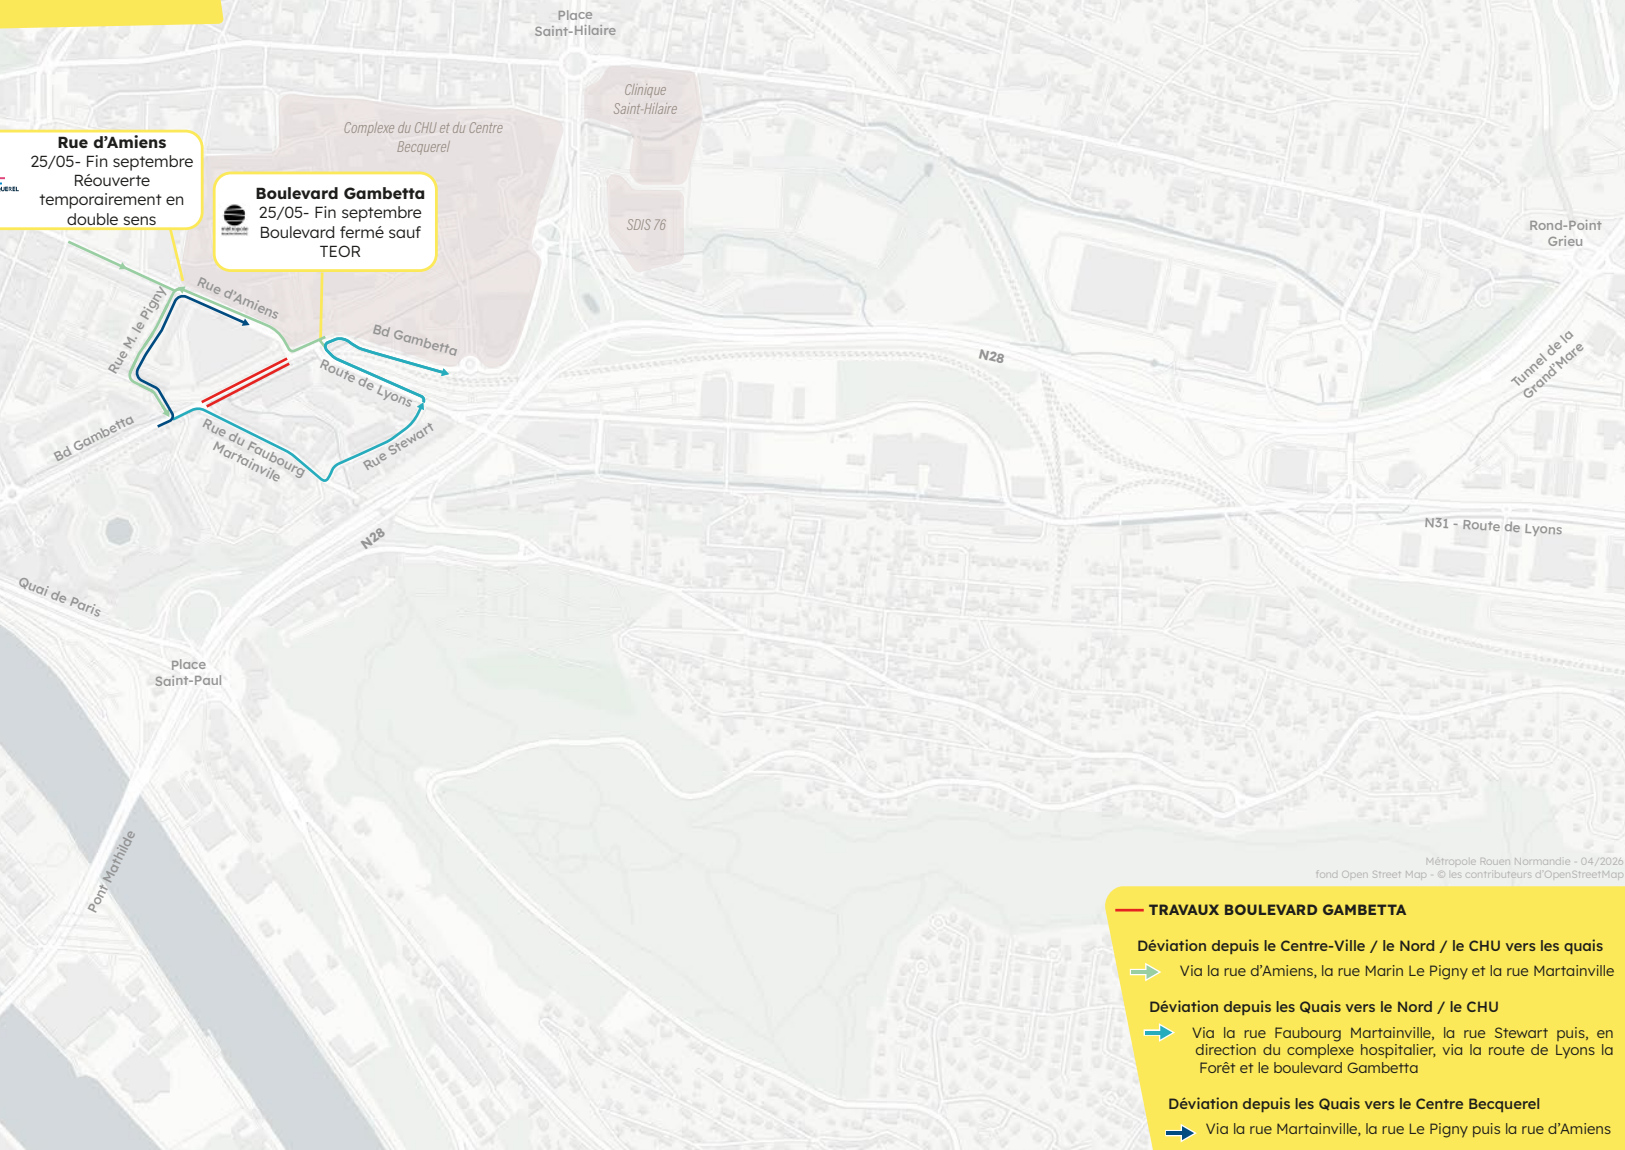 Place
Saint-Hilaire
Clinique
Saint-Hilaire
Complexe du CHU et du Centre
Becquerel
Rue d'Amiens
25/05- Fin septembre
Réouverte
temporairement en
double sens
Boulevard Gambetta
25/05- Fin septembre
Boulevard fermé sauf
TEOR
SDIS 76
Rond-Point
Grieu
Rue d'Amiens
Rue M. le Pigny
Bd Gambetta
Route de Lyons
N28
Tunnel de la
Grand'Mare
Bd Gambetta
Rue du Faubourg
Martainvile
Rue Stewart
N28
N31 - Route de Lyons
Quai de Paris
Place
Saint-Paul
Pont Mathilde
Métropole Rouen Normandie - 04/2026
fond Open Street Map - © les contributeurs d'OpenStreetMap
TRAVAUX BOULEVARD GAMBETTA
Déviation depuis le Centre-Ville / le Nord / le CHU vers les quais
Via la rue d'Amiens, la rue Marin Le Pigny et la rue Martainville
Déviation depuis les Quais vers le Nord / le CHU
Via la rue Faubourg Martainville, la rue Stewart puis, en
direction du complexe hospitalier, via la route de Lyons la
Forêt et le boulevard Gambetta
Déviation depuis les Quais vers le Centre Becquerel
Via la rue Martainville, la rue Le Pigny puis la rue d'Amiens